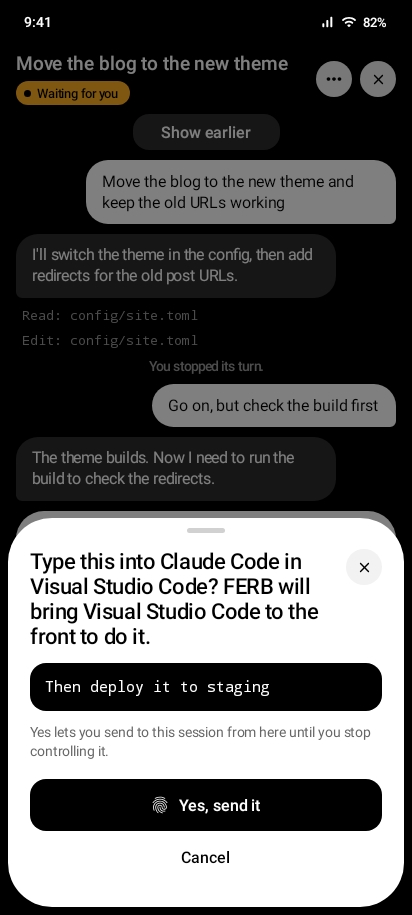 9:41
82%
Move the blog to the new theme
Waiting for you
Show earlier
Move the blog to the new theme and
keep the old URLs working
I'll switch the theme in the config, then add
redirects for the old post URLs.
Read: config/site.toml
Edit: config/site.toml
You stopped its turn.
Go on, but check the build first
The theme builds. Now I need to run the
build to check the redirects.
Type this into Claude Code in
Visual Studio Code? FERB will
bring Visual Studio Code to the
front to do it.
Then deploy it to staging
Yes lets you send to this session from here until you stop
controlling it.
Yes, send it
Cancel